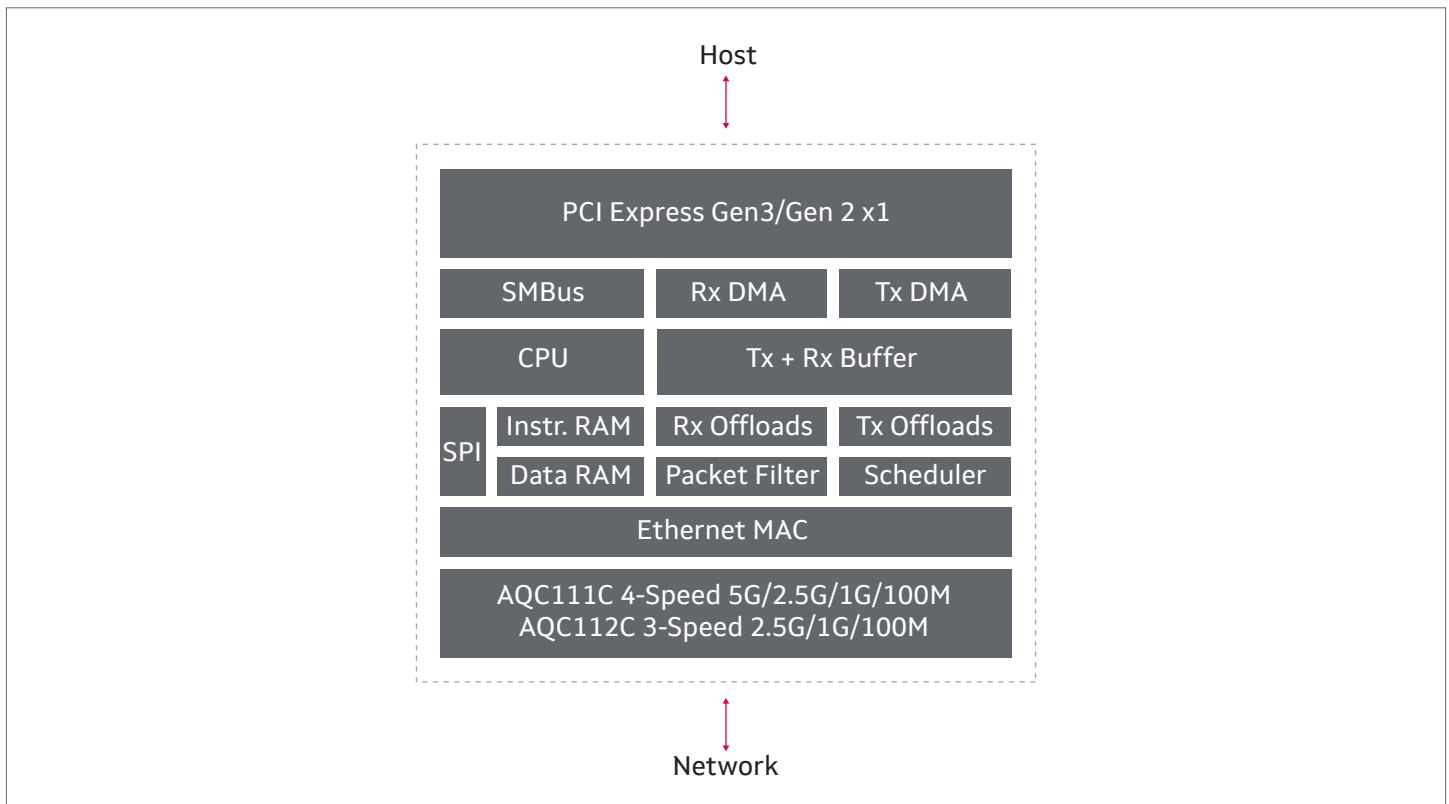 Host
PCI Express Gen3/Gen 2 x1
SMBus
Rx DMA
Tx DMA
CPU
Tx + Rx Buffer
SPI
Instr. RAM
Rx Offloads
Tx Offloads
Data RAM
Packet Filter
Scheduler
Ethernet MAC
AQC111C 4-Speed 5G/2.5G/1G/100M
AQC112C 3-Speed 2.5G/1G/100M
Network